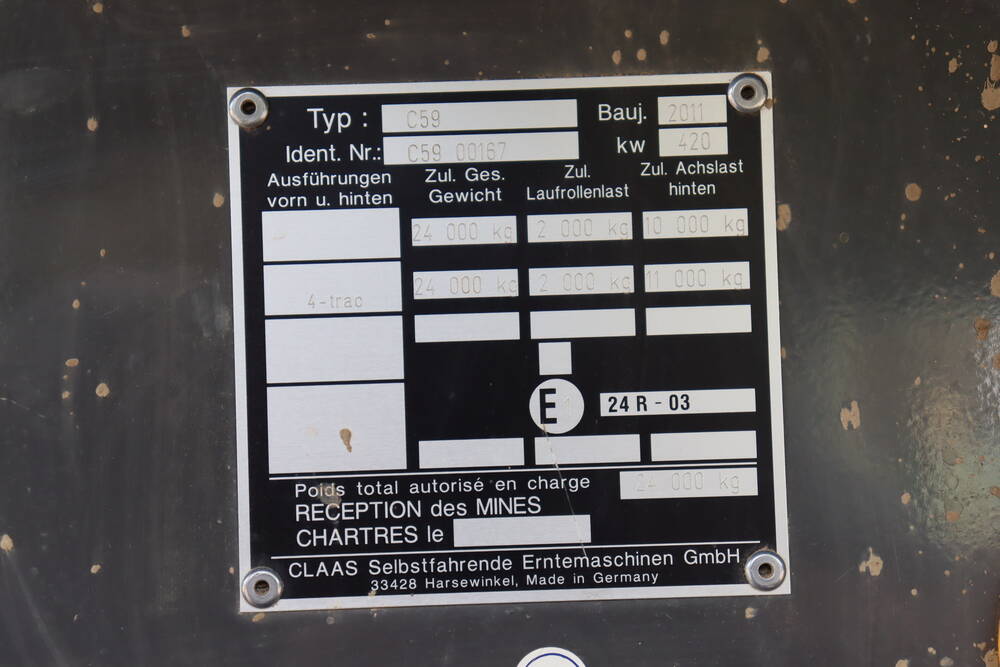 Typ : C59 Bauj. 2011
Ident. Nr.: C59 00167 kw 420
Ausführungen vorn u. hinten
Zul. Ges. Gewicht
Zul. Laufrollenlast
Zul. Achslast hinten
24 000 kg 2 000 kg 10 000 kg
4-trac 24 000 kg 2 000 kg 11 000 kg
E 24 R - 03
Poids total autorisé en charge 24 000 kg
RECEPTION des MINES
CHARTRES le
CLAAS Selbstfahrende Erntemaschinen GmbH
33428 Harsewinkel, Made in Germany